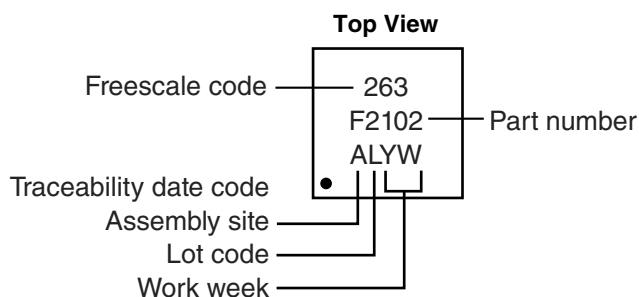 Top View
Freescale code
263
F2102
Part number
ALYW
Traceability date code
Assembly site
Lot code
Work week